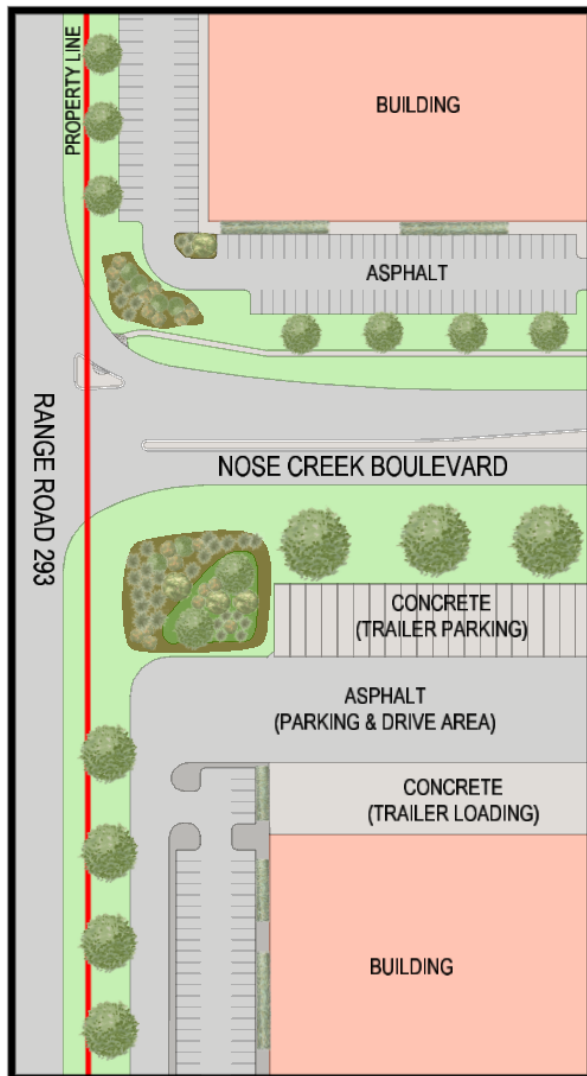 PROPERTY LINE
BUILDING
ASPHALT
RANGE ROAD 293
NOSE CREEK BOULEVARD
CONCRETE
(TRAILER PARKING)
ASPHALT
(PARKING & DRIVE AREA)
CONCRETE
(TRAILER LOADING)
BUILDING